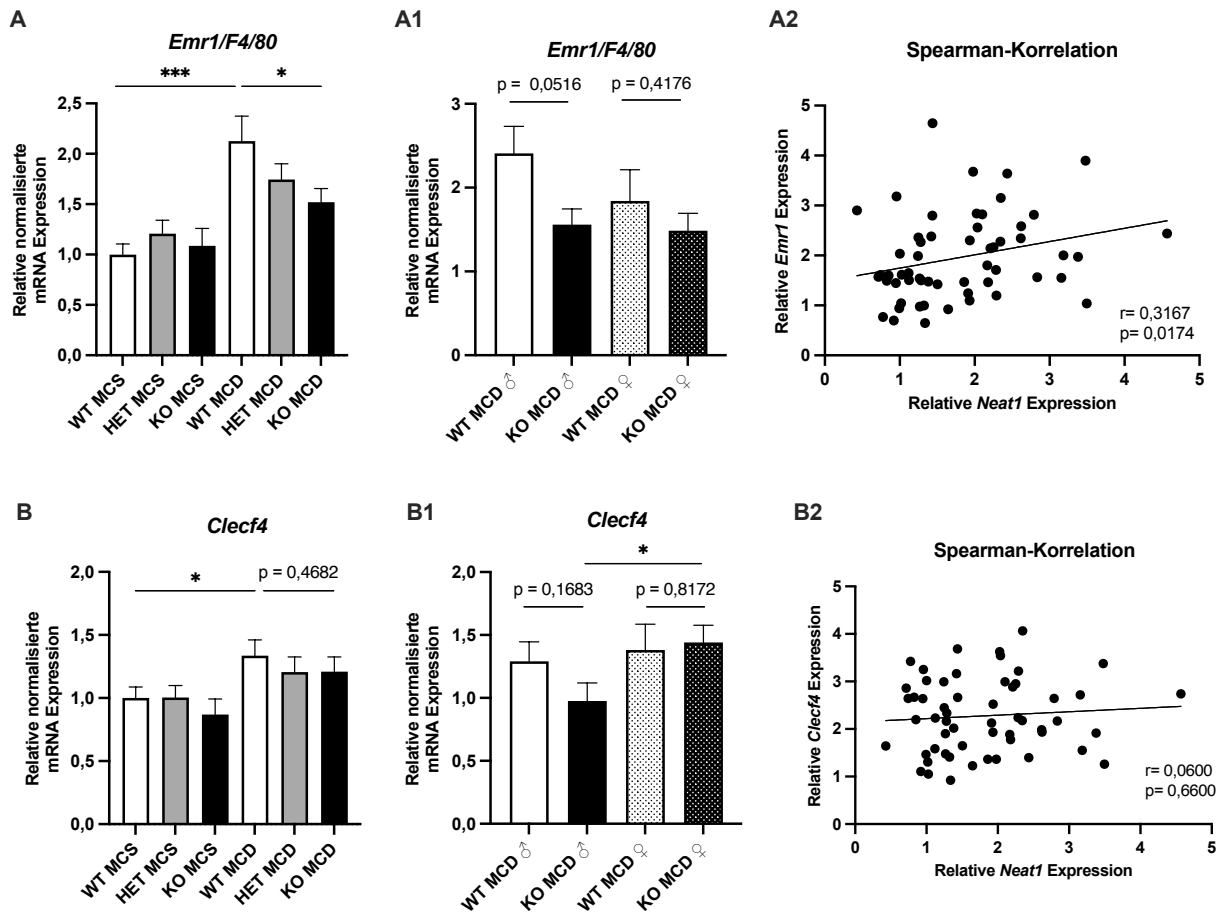 A
Emr1/F4/80
***
*
Relative normalisierte
mRNA Expression
2,5
2,0
1,5
1,0
0,5
0,0
WT MCS
HET MCS
KO MCS
WT MCD
HET MCD
KO MCD
A1
Emr1/F4/80
p = 0,0516
p = 0,4176
Relative normalisierte
mRNA Expression
3
2
1
0
WT MCD ♂
KO MCD ♂
WT MCD ♀
KO MCD ♀
A2
Spearman-Korrelation
Relative Emr1 Expression
5
4
3
2
1
0
r= 0,3167
p= 0,0174
0 1 2 3 4 5
Relative Neat1 Expression
B
Clecf4
*
p = 0,4682
Relative normalisierte
mRNA Expression
2,0
1,5
1,0
0,5
0,0
WT MCS
HET MCS
KO MCS
WT MCD
HET MCD
KO MCD
B1
Clecf4
*
p = 0,1683
p = 0,8172
Relative normalisierte
mRNA Expression
2,0
1,5
1,0
0,5
0,0
WT MCD ♂
KO MCD ♂
WT MCD ♀
KO MCD ♀
B2
Spearman-Korrelation
Relative Clecf4 Expression
5
4
3
2
1
0
r= 0,0600
p= 0,6600
0 1 2 3 4 5
Relative Neat1 Expression